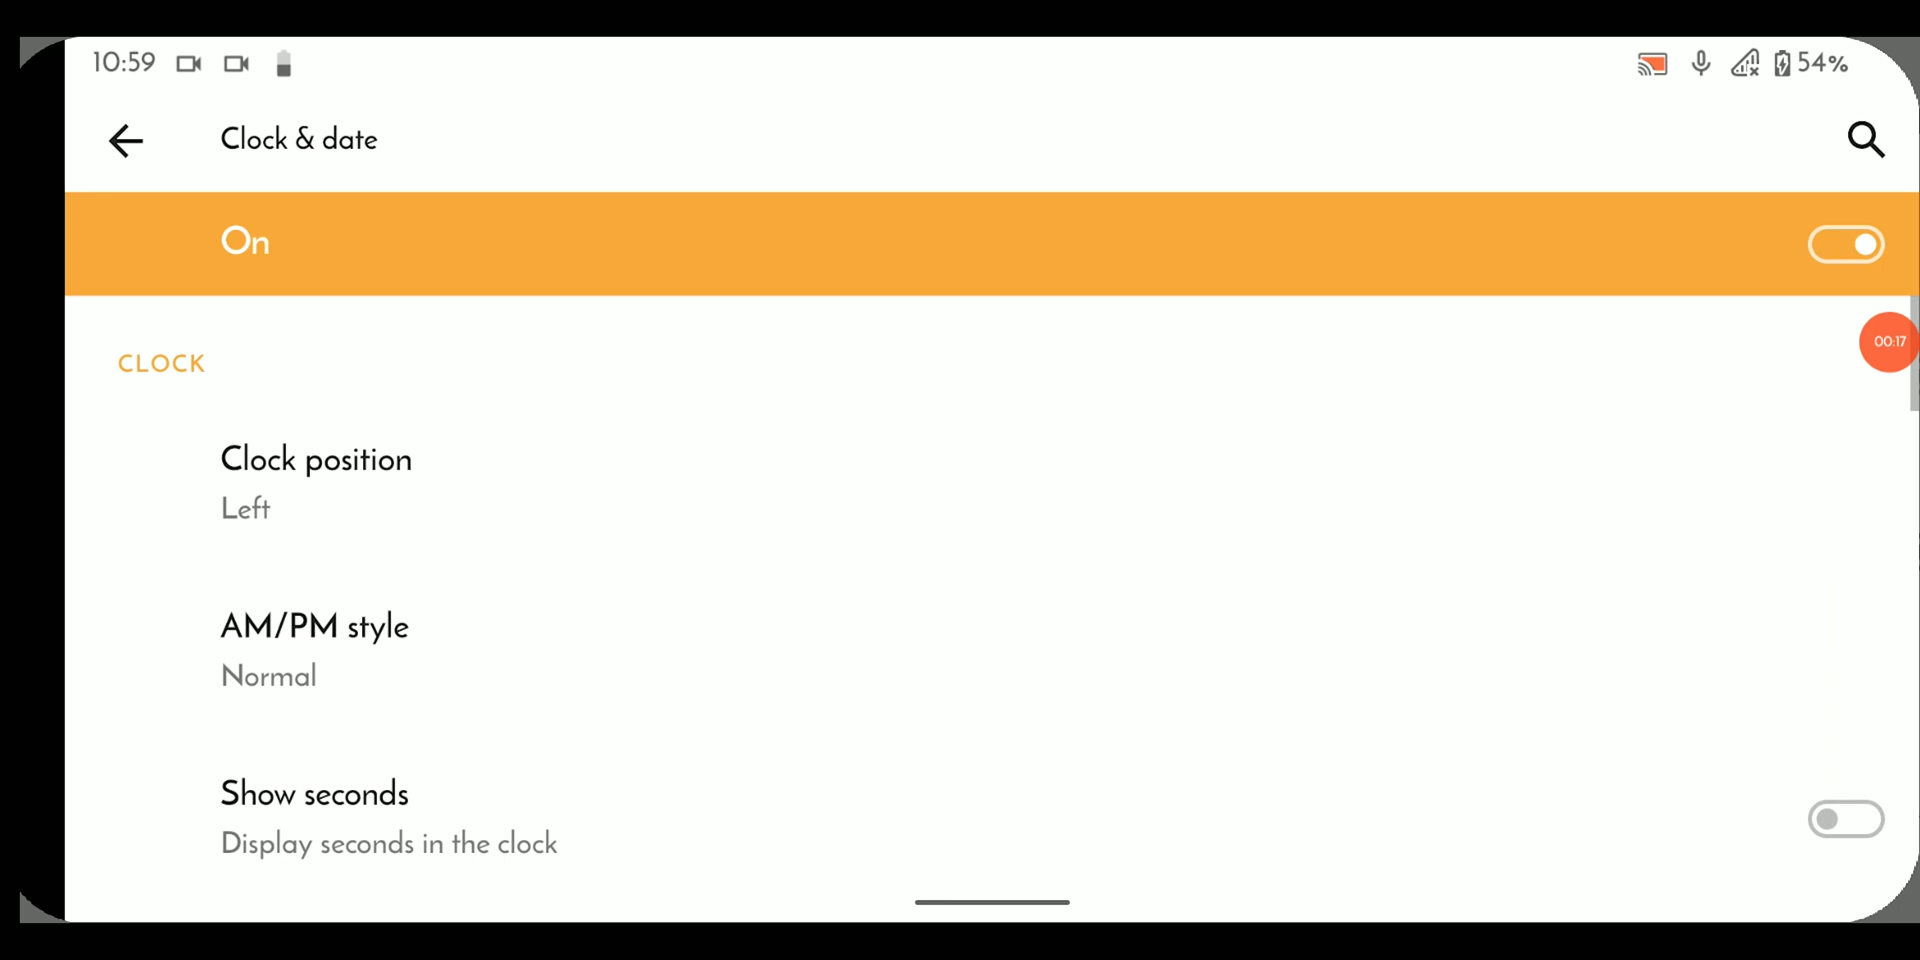 10:59 54%
Clock & date
On
00:17
CLOCK
Clock position
Left
AM/PM style
Normal
Show seconds
Display seconds in the clock